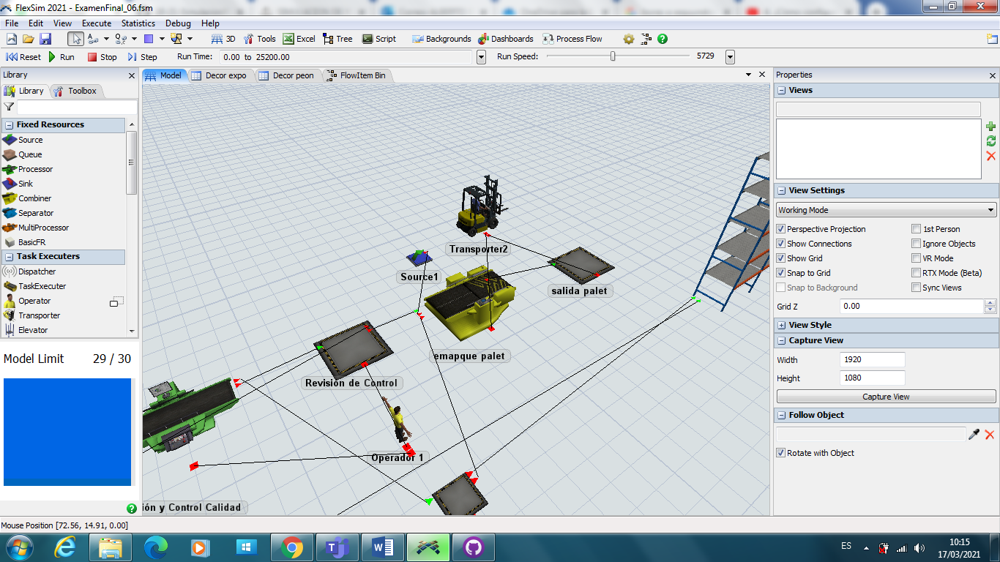 FlexSim 2021 - ExamenFinal_06.fsm
File Edit View Execute Statistics Debug Help
3D Tools Excel Tree Script Backgrounds Dashboards Process Flow
Reset Run Stop Step Run Time: 0.00 to 25200.00 Run Speed: 5729
Library
Library Toolbox
Fixed Resources
Source
Queue
Processor
Sink
Combiner
Separator
MultiProcessor
BasicFR
Task Executers
Dispatcher
TaskExecuter
Operator
Transporter
Elevator
Model Limit 29 / 30
Model Decor expo Decor peon FlowItem Bin
Transporter2
Source1
salida palet
emapque palet
Revisión de Control
Operador 1
ión y Control Calidad
Properties
Views
View Settings
Working Mode
Perspective Projection 1st Person
Show Connections Ignore Objects
Show Grid VR Mode
Snap to Grid RTX Mode (Beta)
Snap to Background Sync Views
Grid Z 0.00
View Style
Capture View
Width 1920
Height 1080
Capture View
Follow Object
Rotate with Object
Mouse Position [72.56, 14.91, 0.00]
ES
10:15
17/03/2021